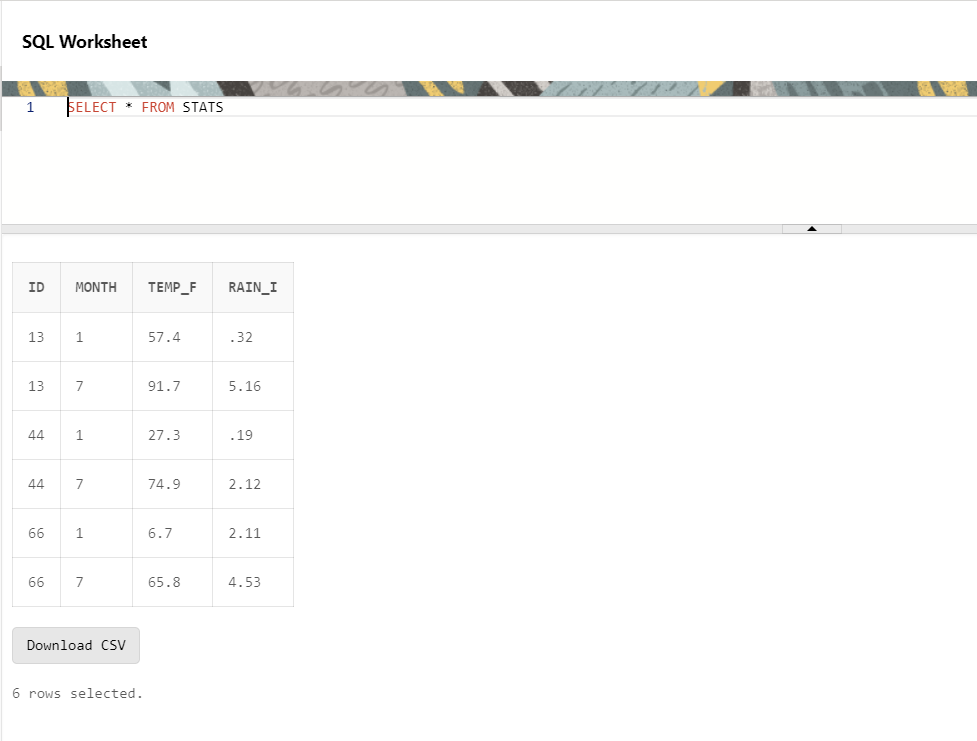 SQL Worksheet
1 SELECT * FROM STATS
ID MONTH TEMP_F RAIN_I
13 1 57.4 .32
13 7 91.7 5.16
44 1 27.3 .19
44 7 74.9 2.12
66 1 6.7 2.11
66 7 65.8 4.53
Download CSV
6 rows selected.